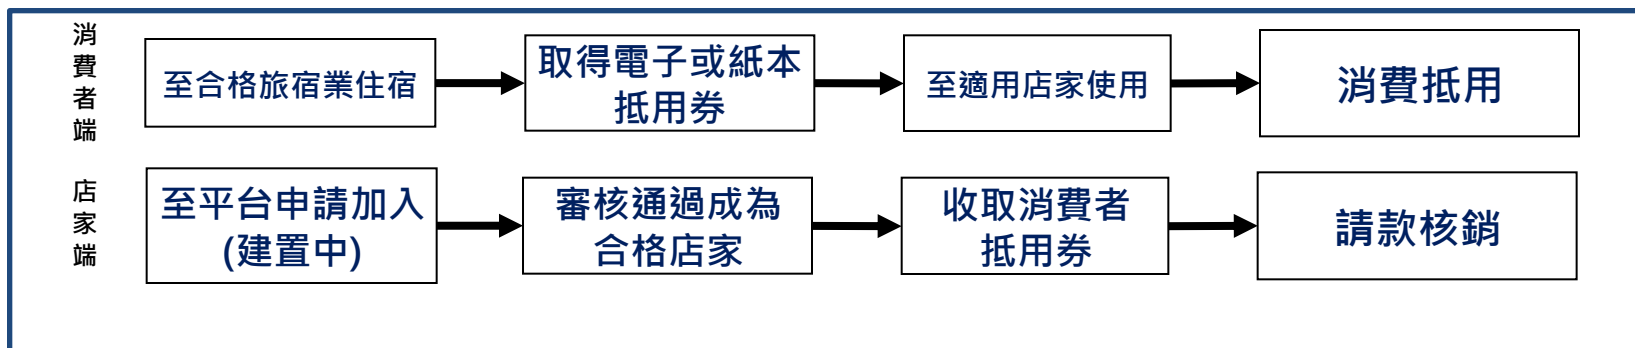 消費者端
至合格旅宿業住宿
取得電子或紙本
抵用券
至適用店家使用
消費抵用
店家端
至平台申請加入
(建置中)
審核通過成為
合格店家
收取消費者
抵用券
請款核銷